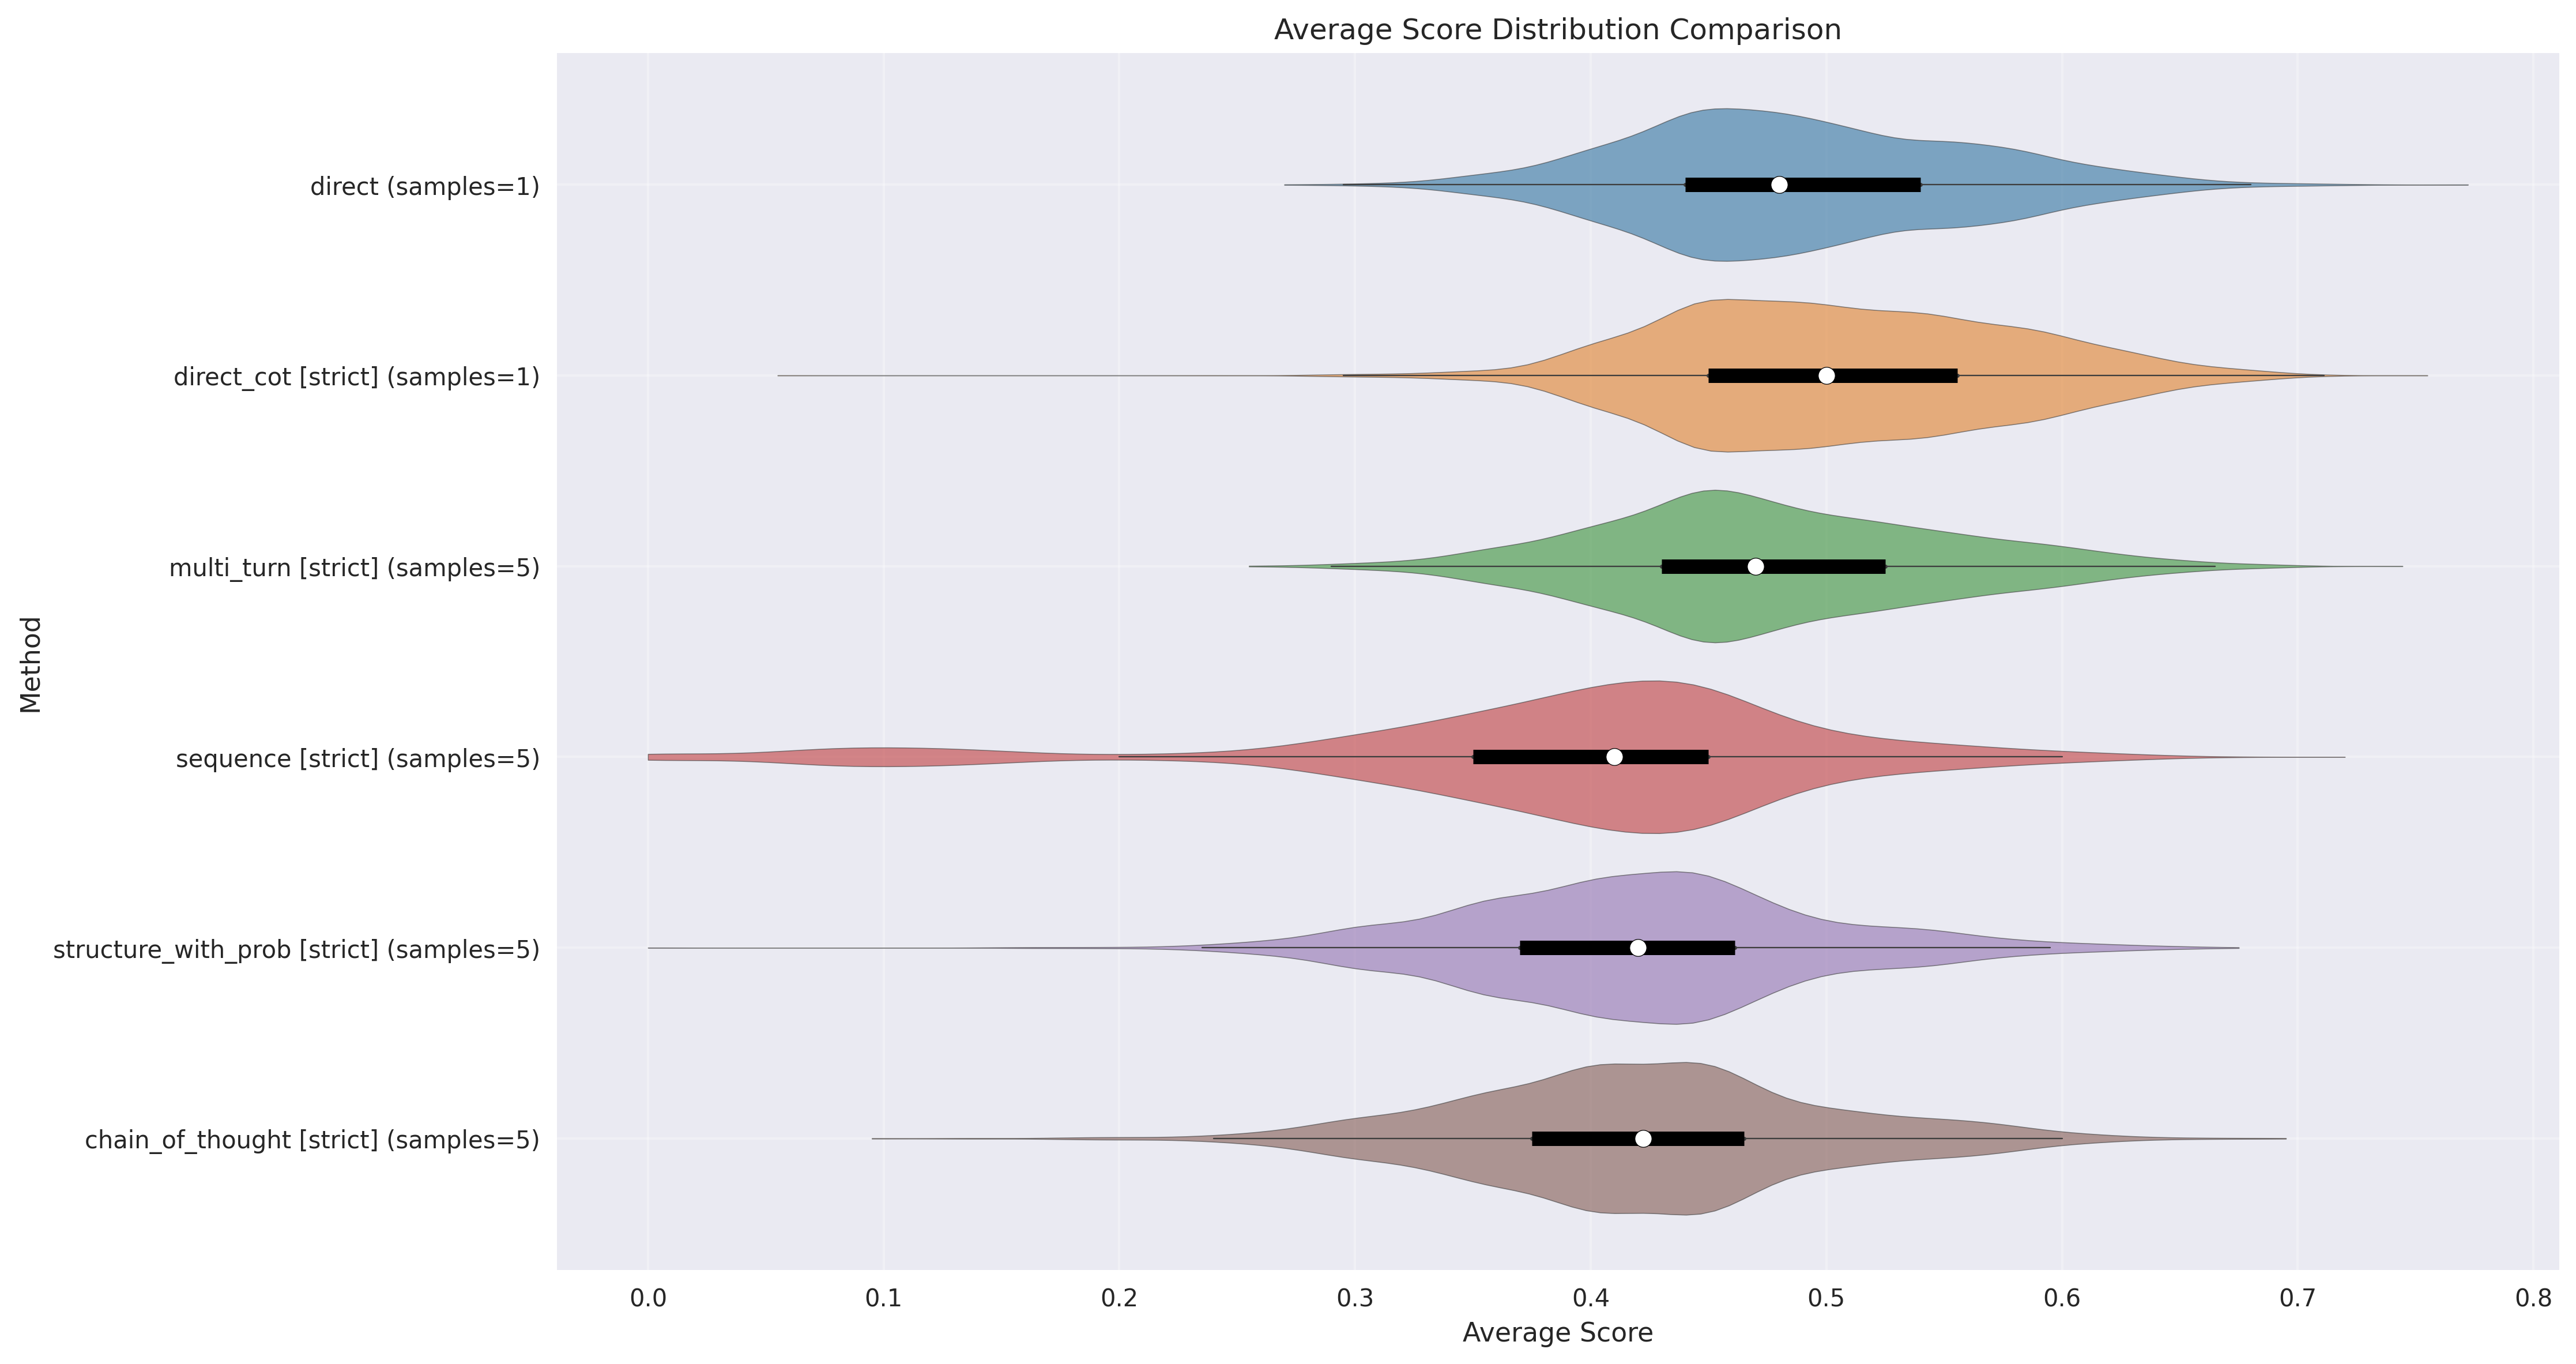 Average Score Distribution Comparison
Method
direct (samples=1)
direct_cot [strict] (samples=1)
multi_turn [strict] (samples=5)
sequence [strict] (samples=5)
structure_with_prob [strict] (samples=5)
chain_of_thought [strict] (samples=5)
0.0 0.1 0.2 0.3 0.4 0.5 0.6 0.7 0.8
Average Score